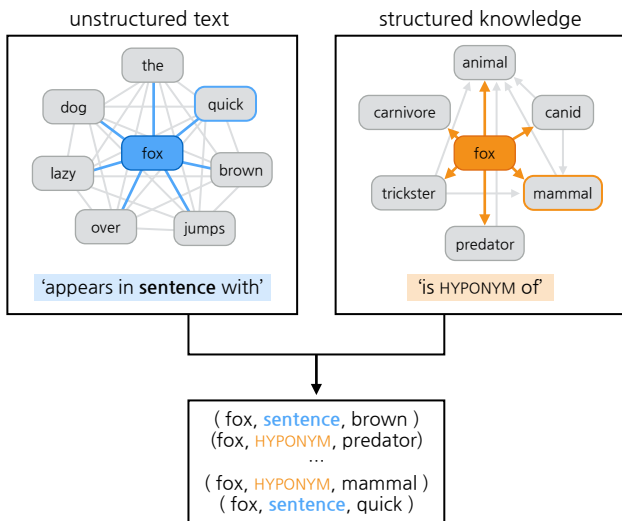 unstructured text
the
dog
quick
fox
lazy
brown
over
jumps
'appears in sentence with'
structured knowledge
animal
carnivore
canid
fox
trickster
mammal
predator
'is HYPONYM of'
( fox, sentence, brown )
(fox, HYPONYM, predator)
...
( fox, HYPONYM, mammal )
( fox, sentence, quick )